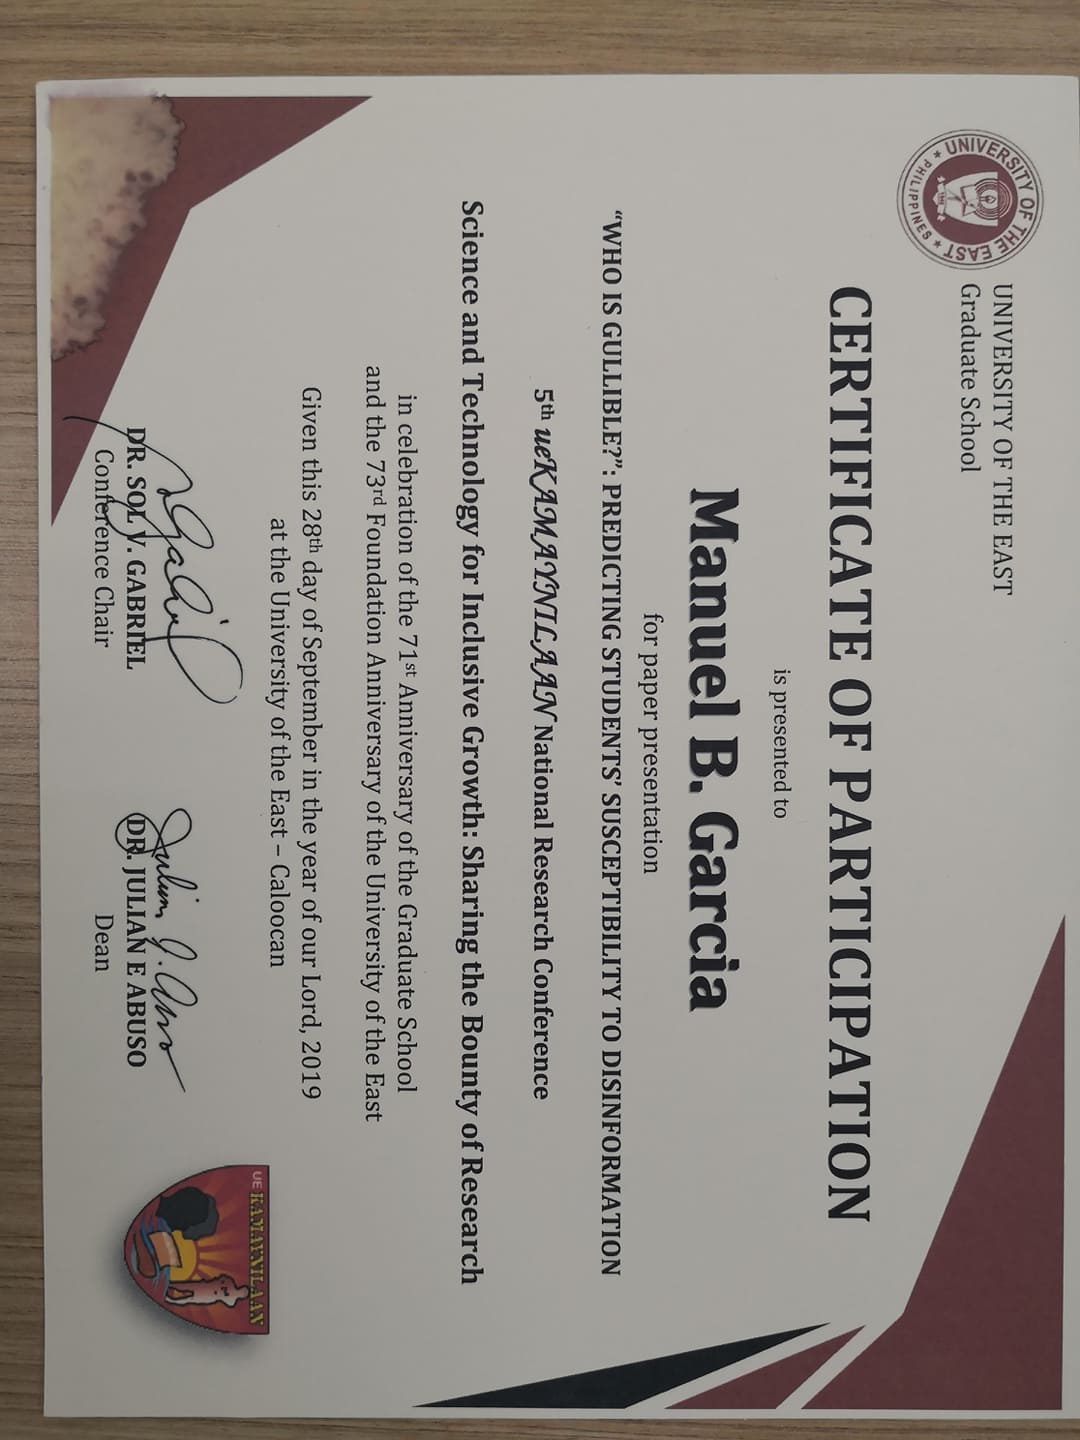 UNIVERSITY OF THE EAST
PHILIPPINES
UNIVERSITY OF THE EAST
Graduate School
CERTIFICATE OF PARTICIPATION
is presented to
Manuel B. Garcia
for paper presentation
“WHO IS GULLIBLE?”: PREDICTING STUDENTS’ SUSCEPTIBILITY TO DISINFORMATION
5th ueKAMAYNILAAN National Research Conference
Science and Technology for Inclusive Growth: Sharing the Bounty of Research
in celebration of the 71st Anniversary of the Graduate School
and the 73rd Foundation Anniversary of the University of the East
Given this 28th day of September in the year of our Lord, 2019
at the University of the East – Caloocan
DR. SOL V. GABRIEL
Conference Chair
DR. JULIAN E ABUSO
Dean
UE KAMAYNILAAN